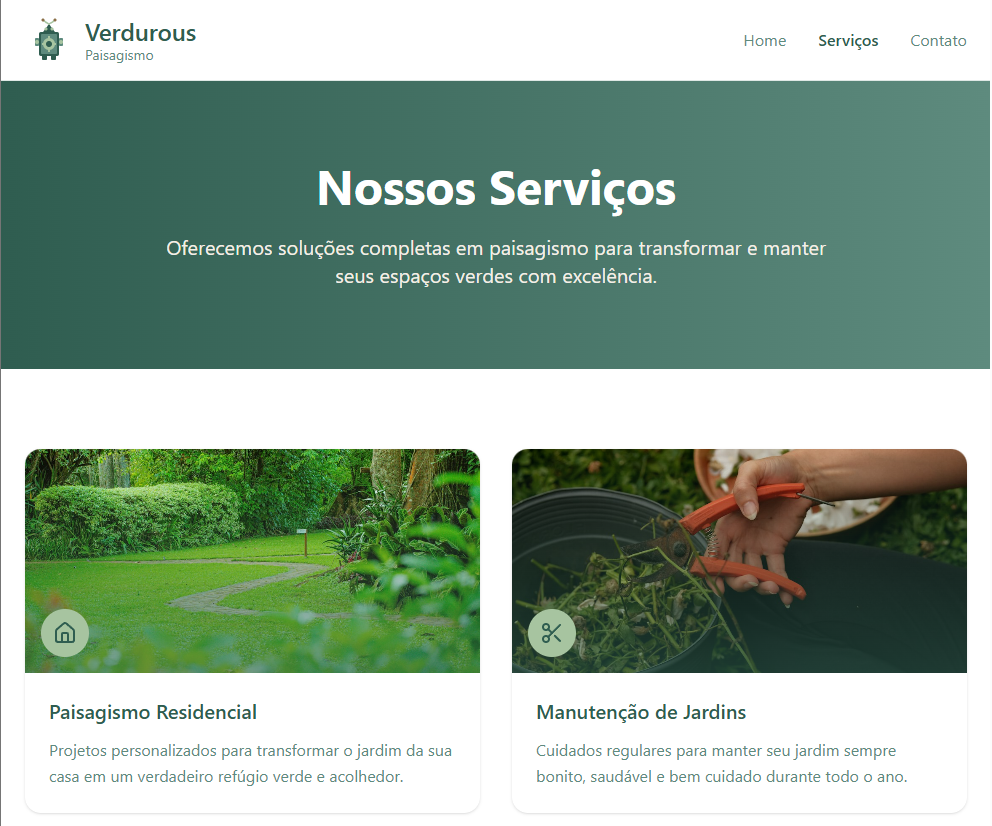 Verdurous
Paisagismo
Home
Serviços
Contato
Nossos Serviços
Oferecemos soluções completas em paisagismo para transformar e manter
seus espaços verdes com excelência.
Paisagismo Residencial
Projetos personalizados para transformar o jardim da sua
casa em um verdadeiro refúgio verde e acolhedor.
Manutenção de Jardins
Cuidados regulares para manter seu jardim sempre
bonito, saudável e bem cuidado durante todo o ano.